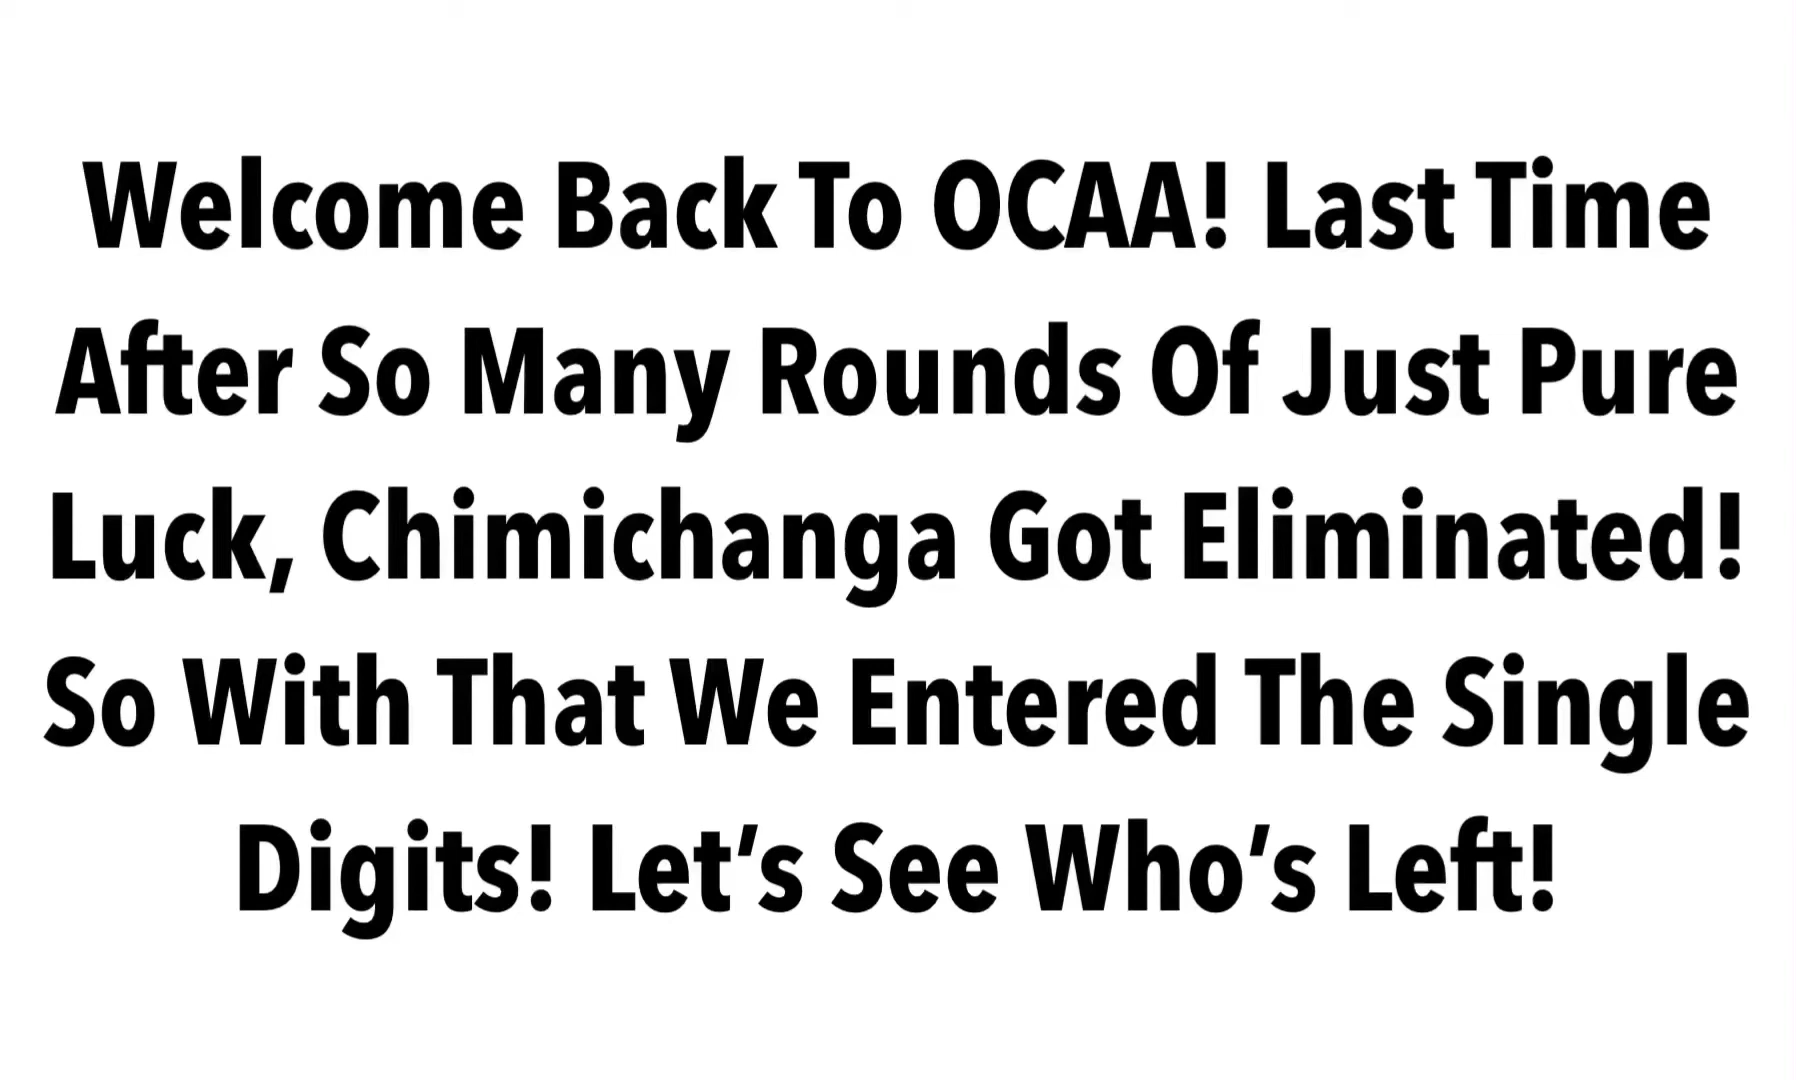 Welcome Back To OCAA! Last Time
After So Many Rounds Of Just Pure
Luck, Chimichanga Got Eliminated!
So With That We Entered The Single
Digits! Let’s See Who’s Left!